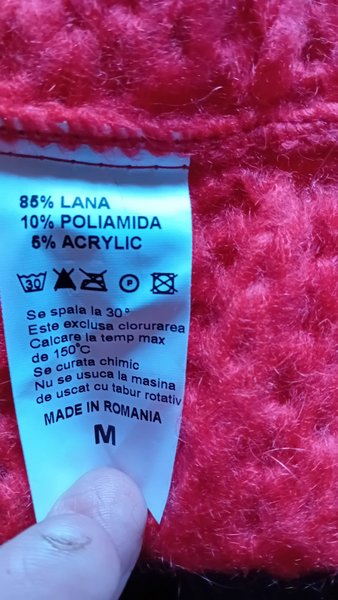 85% LANA
10% POLIAMIDA
5% ACRYLIC
30 P
Se spala la 30°
Este exclusa clorurarea
Calcare la temp max
de 150°C
Se curata chimic
Nu se usuca la masina
de uscat cu tabur rotativ
MADE IN ROMANIA
M